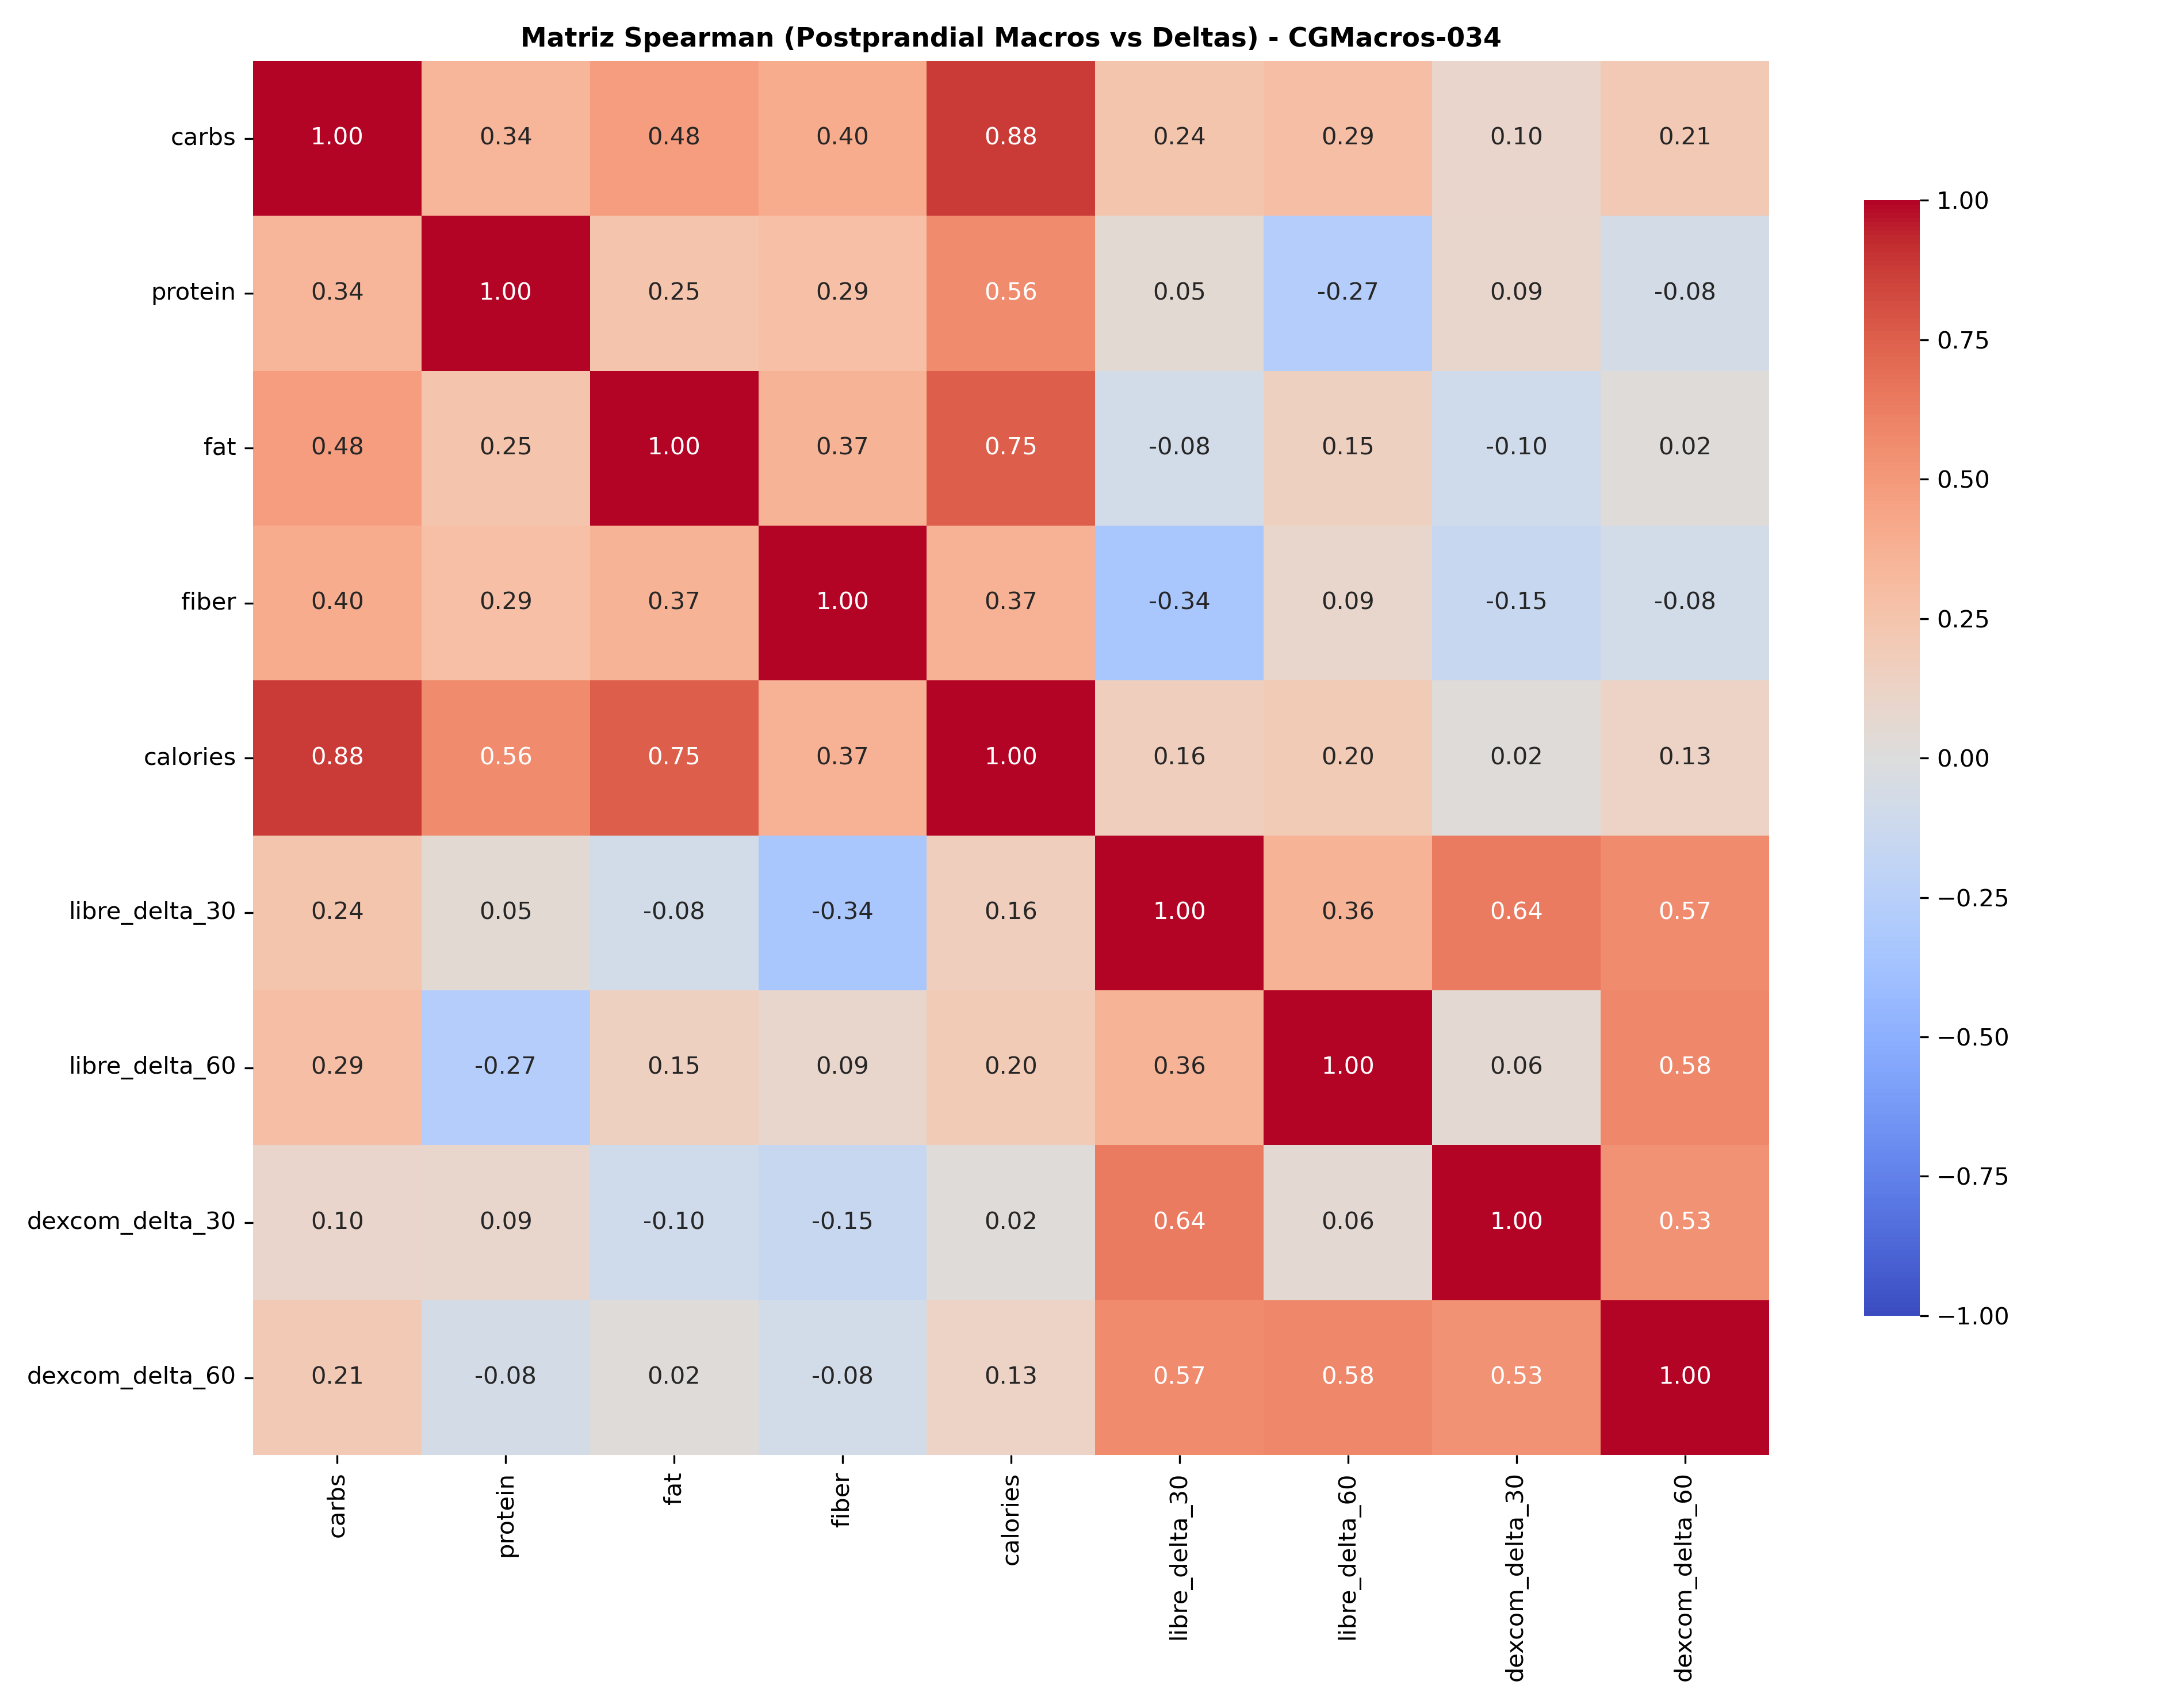 Matriz Spearman (Postprandial Macros vs Deltas) - CGMacros-034
carbs 1.00 0.34 0.48 0.40 0.88 0.24 0.29 0.10 0.21
protein 0.34 1.00 0.25 0.29 0.56 0.05 -0.27 0.09 -0.08
fat 0.48 0.25 1.00 0.37 0.75 -0.08 0.15 -0.10 0.02
fiber 0.40 0.29 0.37 1.00 0.37 -0.34 0.09 -0.15 -0.08
calories 0.88 0.56 0.75 0.37 1.00 0.16 0.20 0.02 0.13
libre_delta_30 0.24 0.05 -0.08 -0.34 0.16 1.00 0.36 0.64 0.57
libre_delta_60 0.29 -0.27 0.15 0.09 0.20 0.36 1.00 0.06 0.58
dexcom_delta_30 0.10 0.09 -0.10 -0.15 0.02 0.64 0.06 1.00 0.53
dexcom_delta_60 0.21 -0.08 0.02 -0.08 0.13 0.57 0.58 0.53 1.00
carbs protein fat fiber calories libre_delta_30 libre_delta_60 dexcom_delta_30 dexcom_delta_60
1.00
0.75
0.50
0.25
0.00
−0.25
−0.50
−0.75
−1.00